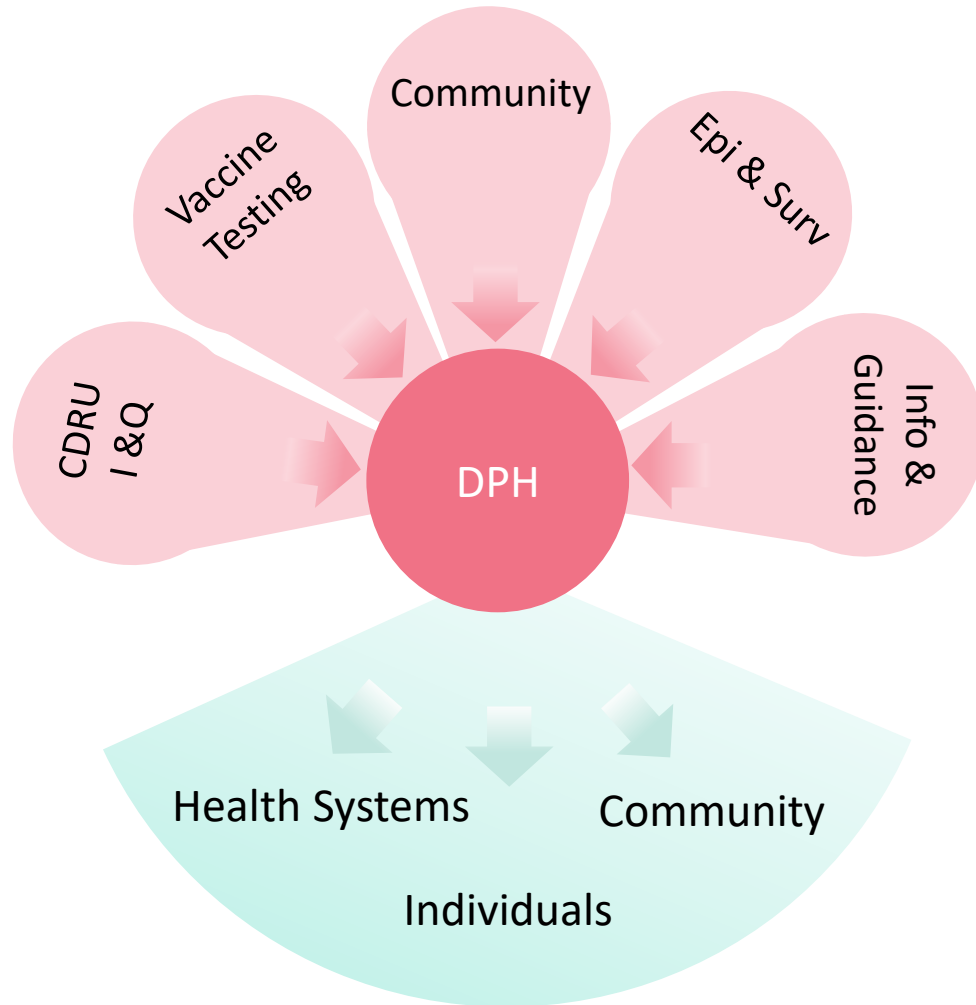 Community
Vaccine
Testing
Epi & Surv
CDRU
I &Q
Info &
Guidance
DPH
Health Systems
Community
Individuals